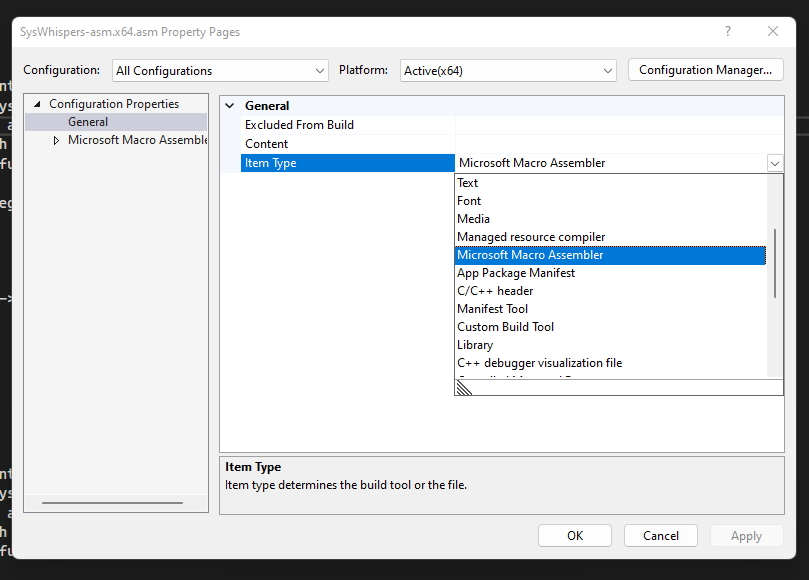 SysWhispers-asm.x64.asm Property Pages
?
Configuration: All Configurations Platform: Active(x64) Configuration Manager...
Configuration Properties
General
Microsoft Macro Assemble
General
Excluded From Build
Content
Item Type Microsoft Macro Assembler
Text
Font
Media
Managed resource compiler
Microsoft Macro Assembler
App Package Manifest
C/C++ header
Manifest Tool
Custom Build Tool
Library
C++ debugger visualization file
Item Type
Item type determines the build tool or the file.
OK Cancel Apply